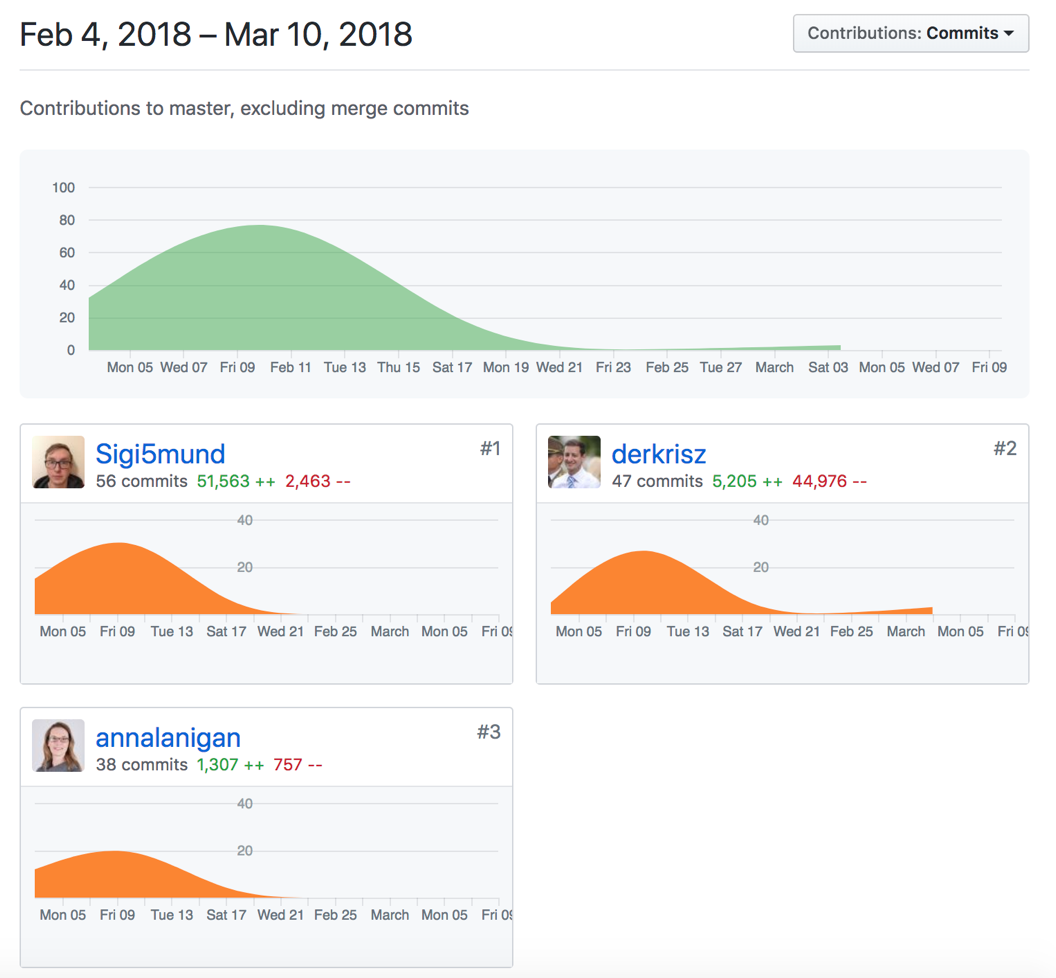 Feb 4, 2018 – Mar 10, 2018
Contributions: Commits
Contributions to master, excluding merge commits
100
80
60
40
20
0
Mon 05 Wed 07 Fri 09 Feb 11 Tue 13 Thu 15 Sat 17 Mon 19 Wed 21 Fri 23 Feb 25 Tue 27 March Sat 03 Mon 05 Wed 07 Fri 09
Sigi5mund #1
56 commits 51,563 ++ 2,463 --
40
20
Mon 05 Fri 09 Tue 13 Sat 17 Wed 21 Feb 25 March Mon 05 Fri 09
derkrisz #2
47 commits 5,205 ++ 44,976 --
40
20
Mon 05 Fri 09 Tue 13 Sat 17 Wed 21 Feb 25 March Mon 05 Fri 09
annalanigan #3
38 commits 1,307 ++ 757 --
40
20
Mon 05 Fri 09 Tue 13 Sat 17 Wed 21 Feb 25 March Mon 05 Fri 09